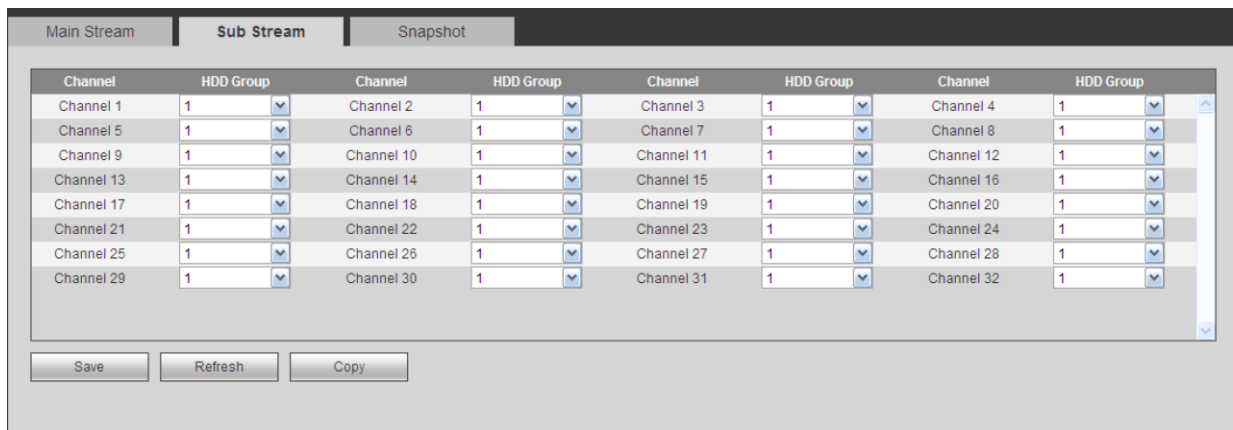 Main Stream Sub Stream Snapshot
Channel HDD Group Channel HDD Group Channel HDD Group Channel HDD Group
Channel 1 1 Channel 2 1 Channel 3 1 Channel 4 1
Channel 5 1 Channel 6 1 Channel 7 1 Channel 8 1
Channel 9 1 Channel 10 1 Channel 11 1 Channel 12 1
Channel 13 1 Channel 14 1 Channel 15 1 Channel 16 1
Channel 17 1 Channel 18 1 Channel 19 1 Channel 20 1
Channel 21 1 Channel 22 1 Channel 23 1 Channel 24 1
Channel 25 1 Channel 26 1 Channel 27 1 Channel 28 1
Channel 29 1 Channel 30 1 Channel 31 1 Channel 32 1
Save Refresh Copy